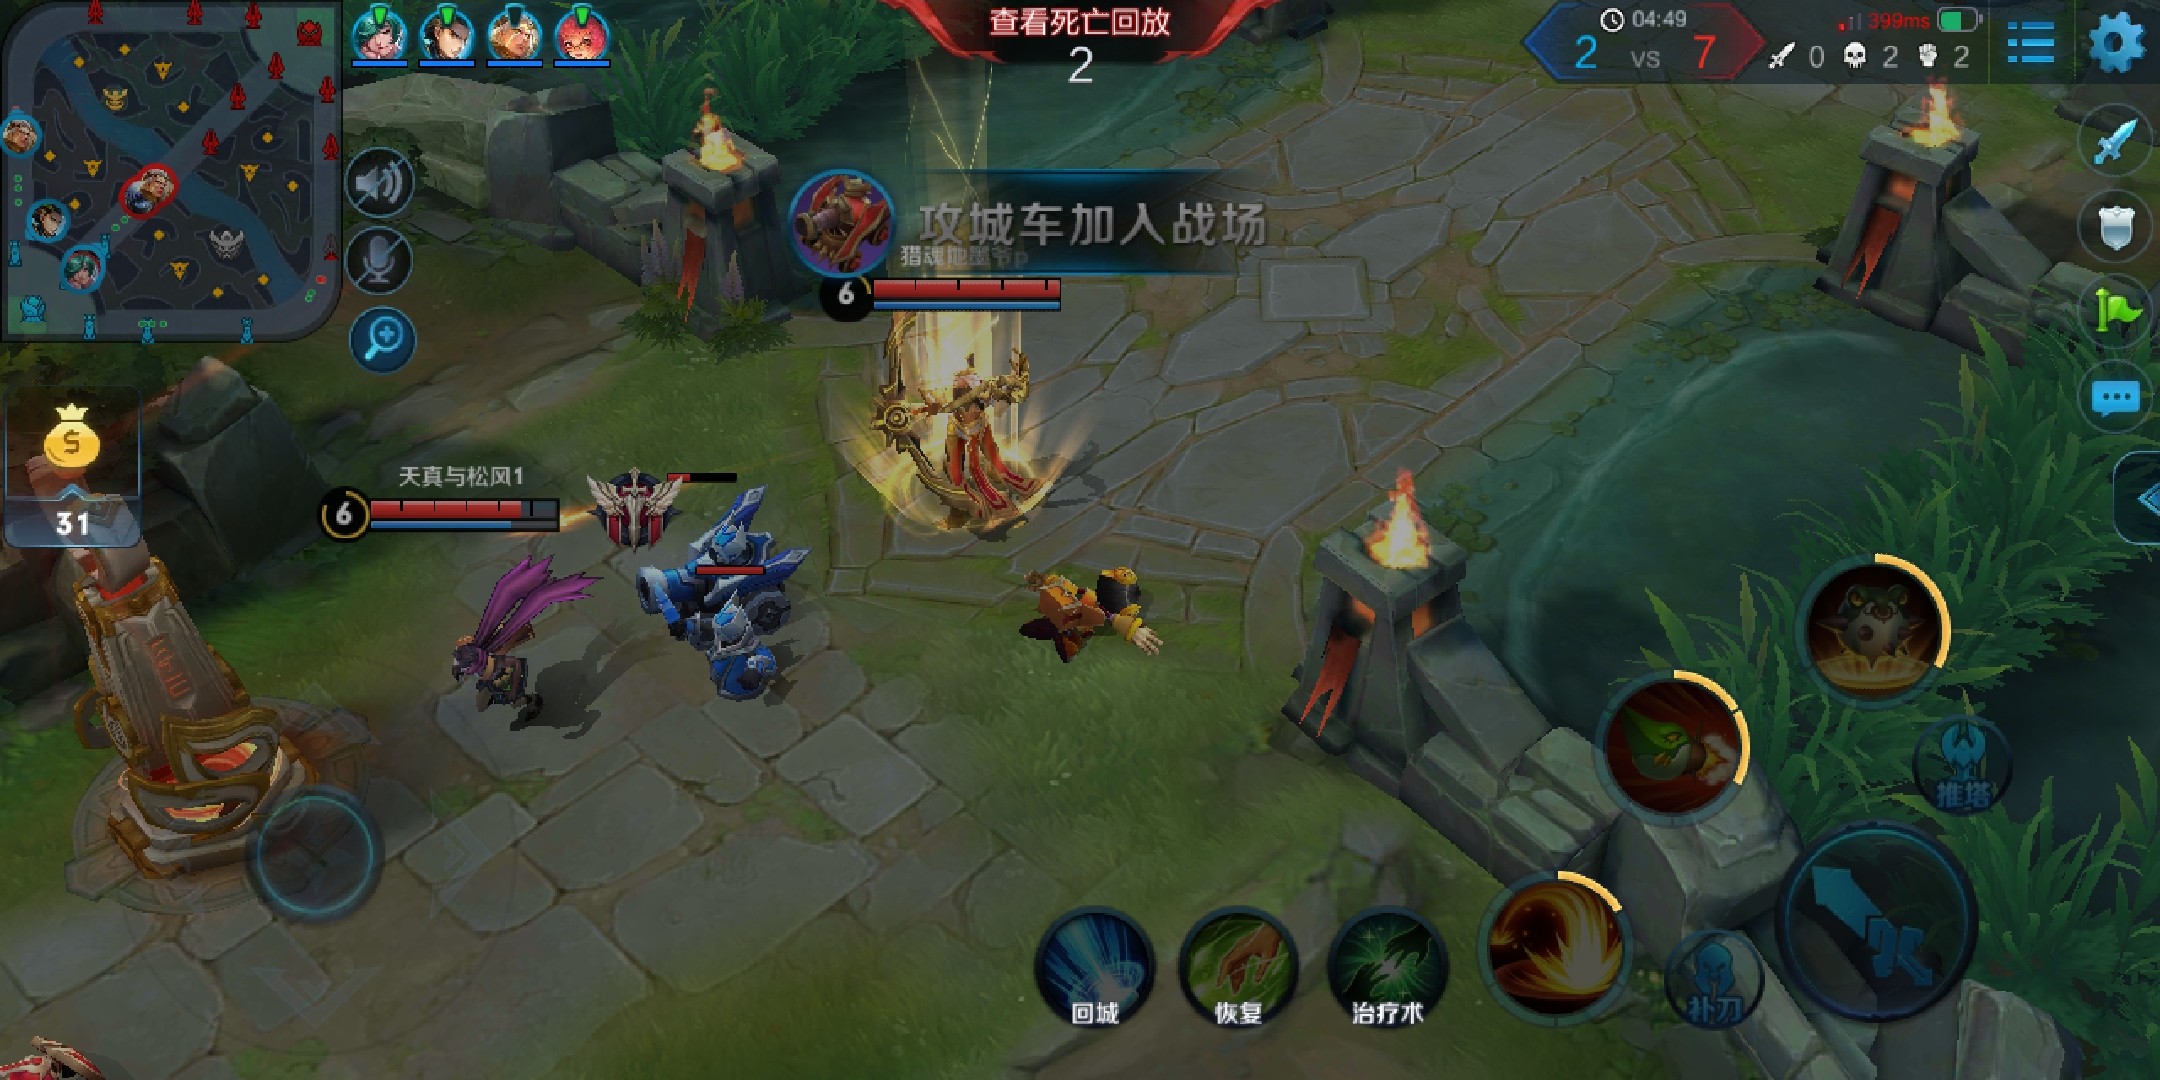 查看死亡回放
2
04:49
399ms
2 VS 7
0 2 2
攻城车加入战场
6
天真与松风1
6
31
推塔
补刀
回城
恢复
治疗术